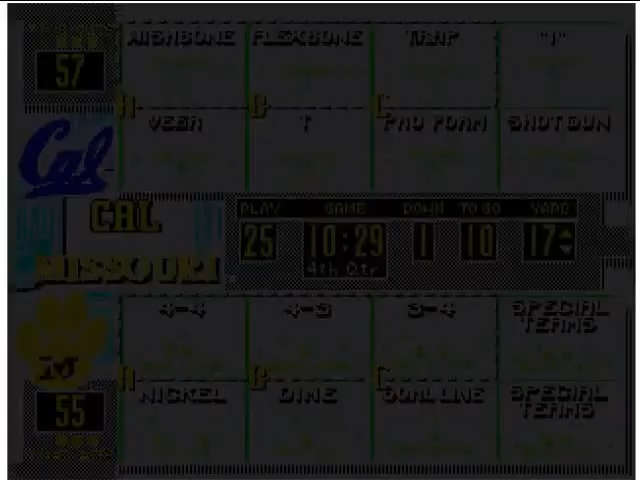 57
WISHBONE FLEXBONE TRAP "I"
A B C
VEER T PRO FORM SHOTGUN
Cal
CAL
MISSOURI
PLAY GAME DOWN TO GO YARD
25 10:29 1 10 17
4th Qtr
4-4 4-3 3-4 SPECIAL TEAMS
A B C
NICKEL DIME GOAL LINE SPECIAL TEAMS
M
55